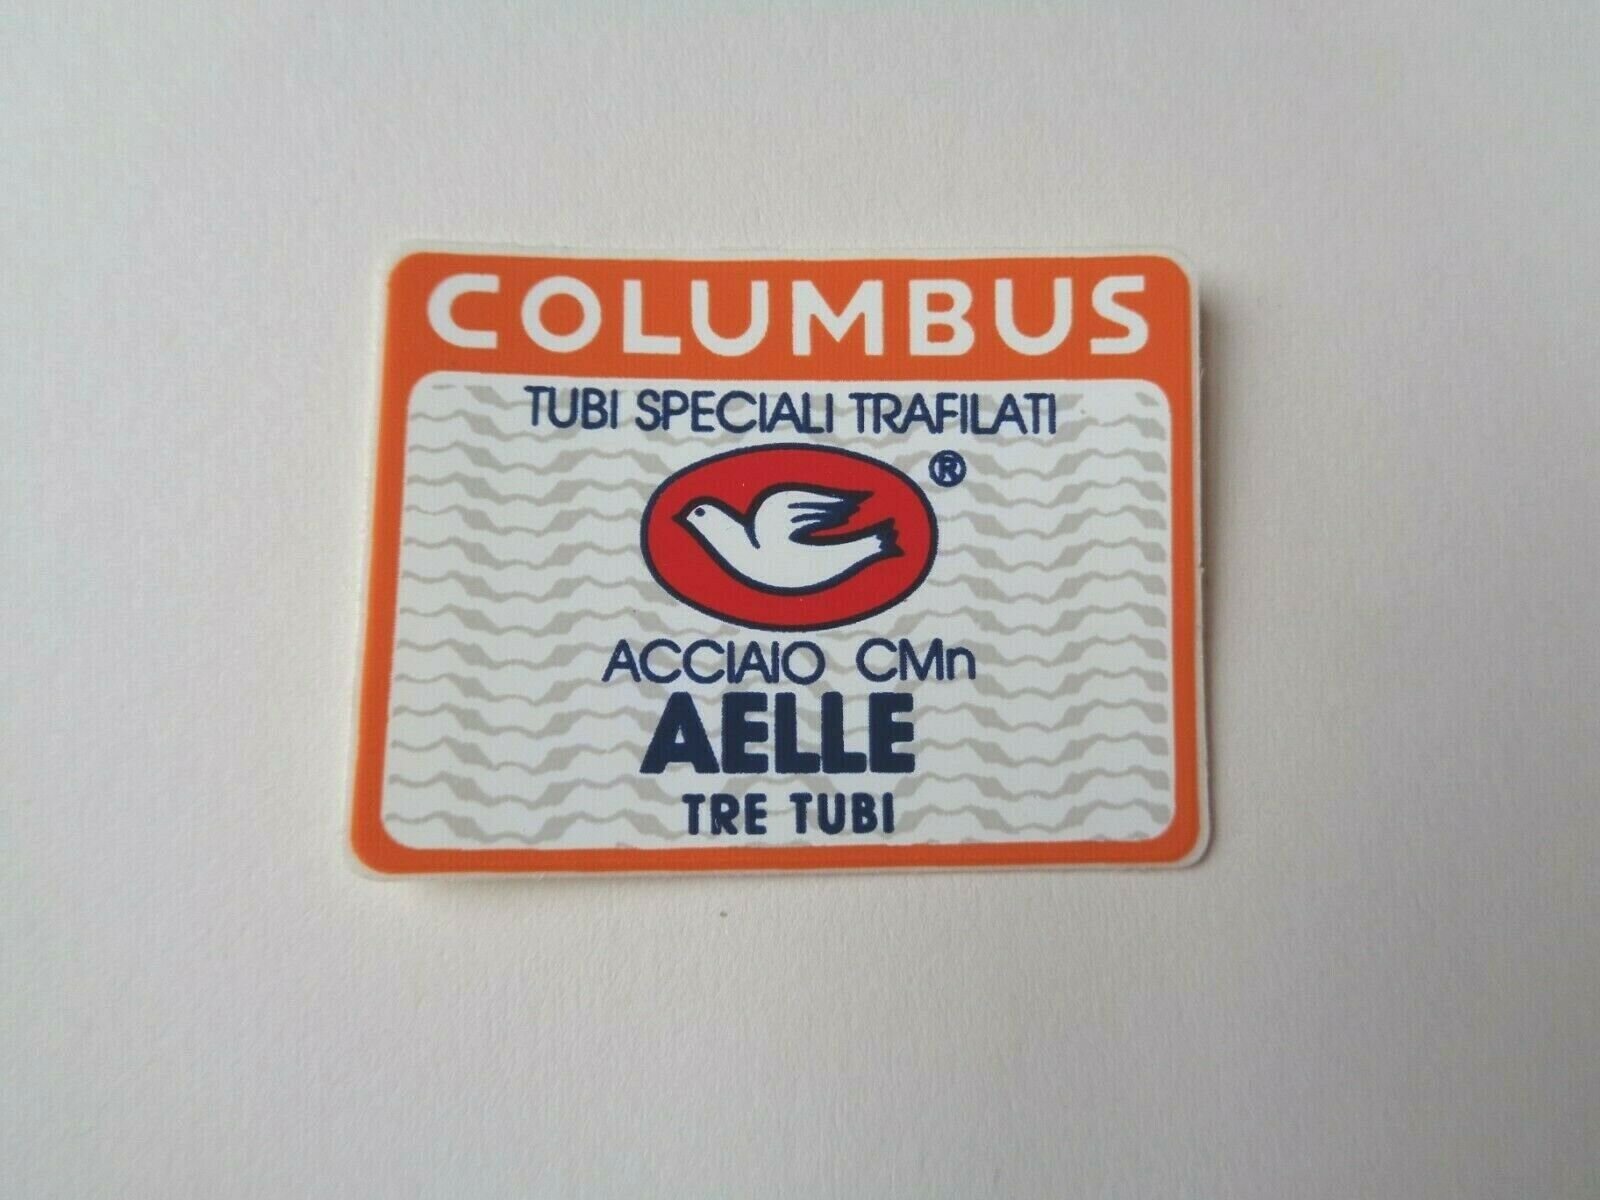 COLUMBUS
TUBI SPECIALI TRAFILATI
®
ACCIAIO CMn
AELLE
TRE TUBI